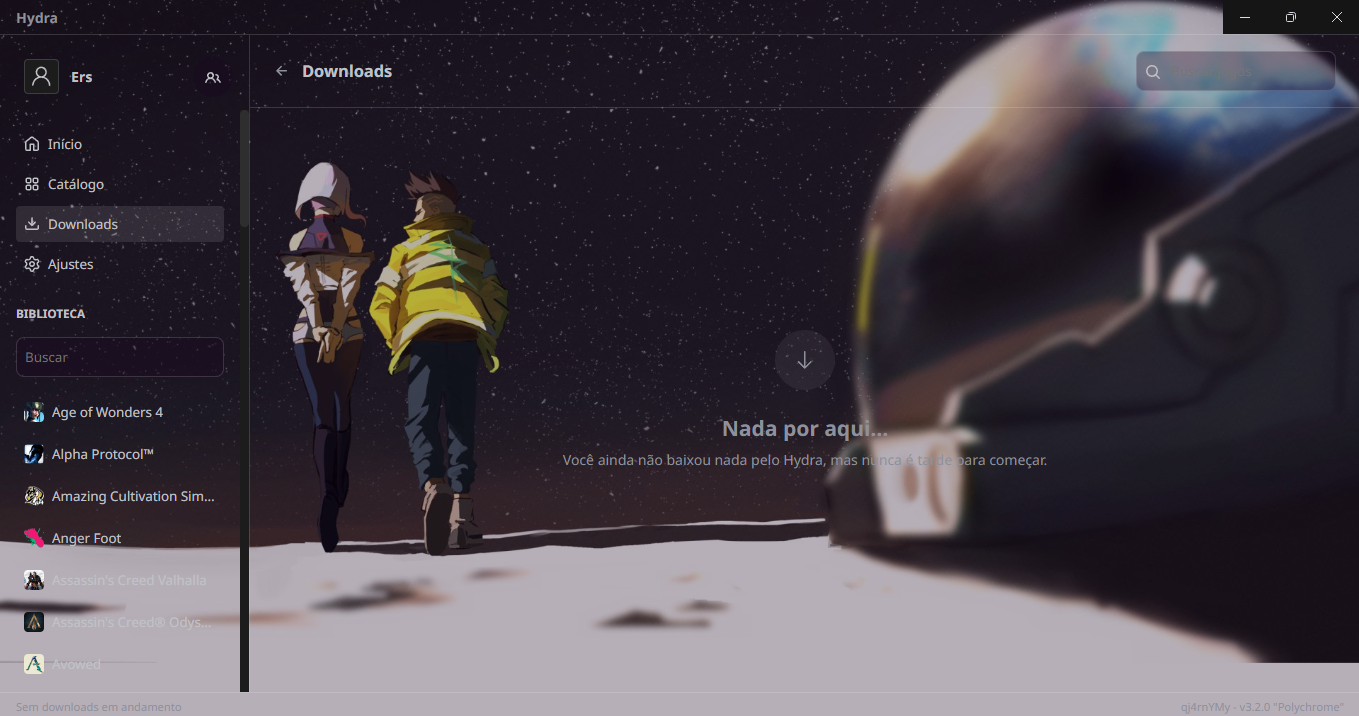 Hydra
Ers
Início
Catálogo
Downloads
Ajustes
BIBLIOTECA
Buscar
Age of Wonders 4
Alpha Protocol™
Amazing Cultivation Sim...
Anger Foot
Assassin's Creed Valhalla
Assassin's Creed® Odys...
Avowed
Sem downloads em andamento
Downloads
Nada por aqui...
Você ainda não baixou nada pelo Hydra, mas nunca é tarde para começar.
qj4rnYMy - v3.2.0 "Polychrome"